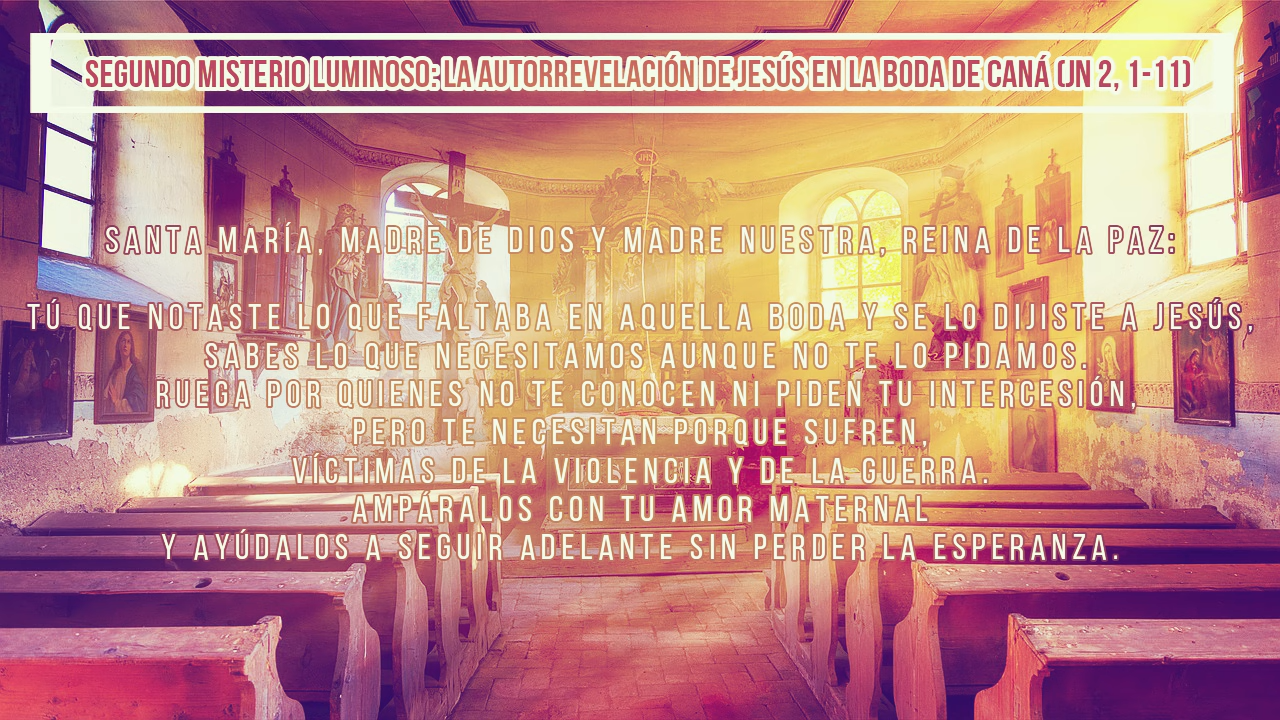 SEGUNDO MISTERIO LUMINOSO: LA AUTORREVELACIÓN DE JESÚS EN LA BODA DE CANÁ (JN 2, 1-11)
JHS
SANTA MARÍA, MADRE DE DIOS Y MADRE NUESTRA, REINA DE LA PAZ:
TÚ QUE NOTASTE LO QUE FALTABA EN AQUELLA BODA Y SE LO DIJISTE A JESÚS,
SABES LO QUE NECESITAMOS AUNQUE NO TE LO PIDAMOS.
RUEGA POR QUIENES NO TE CONOCEN NI PIDEN TU INTERCESIÓN,
PERO TE NECESITAN PORQUE SUFREN,
VÍCTIMAS DE LA VIOLENCIA Y DE LA GUERRA.
AMPÁRALOS CON TU AMOR MATERNAL
Y AYÚDALOS A SEGUIR ADELANTE SIN PERDER LA ESPERANZA.